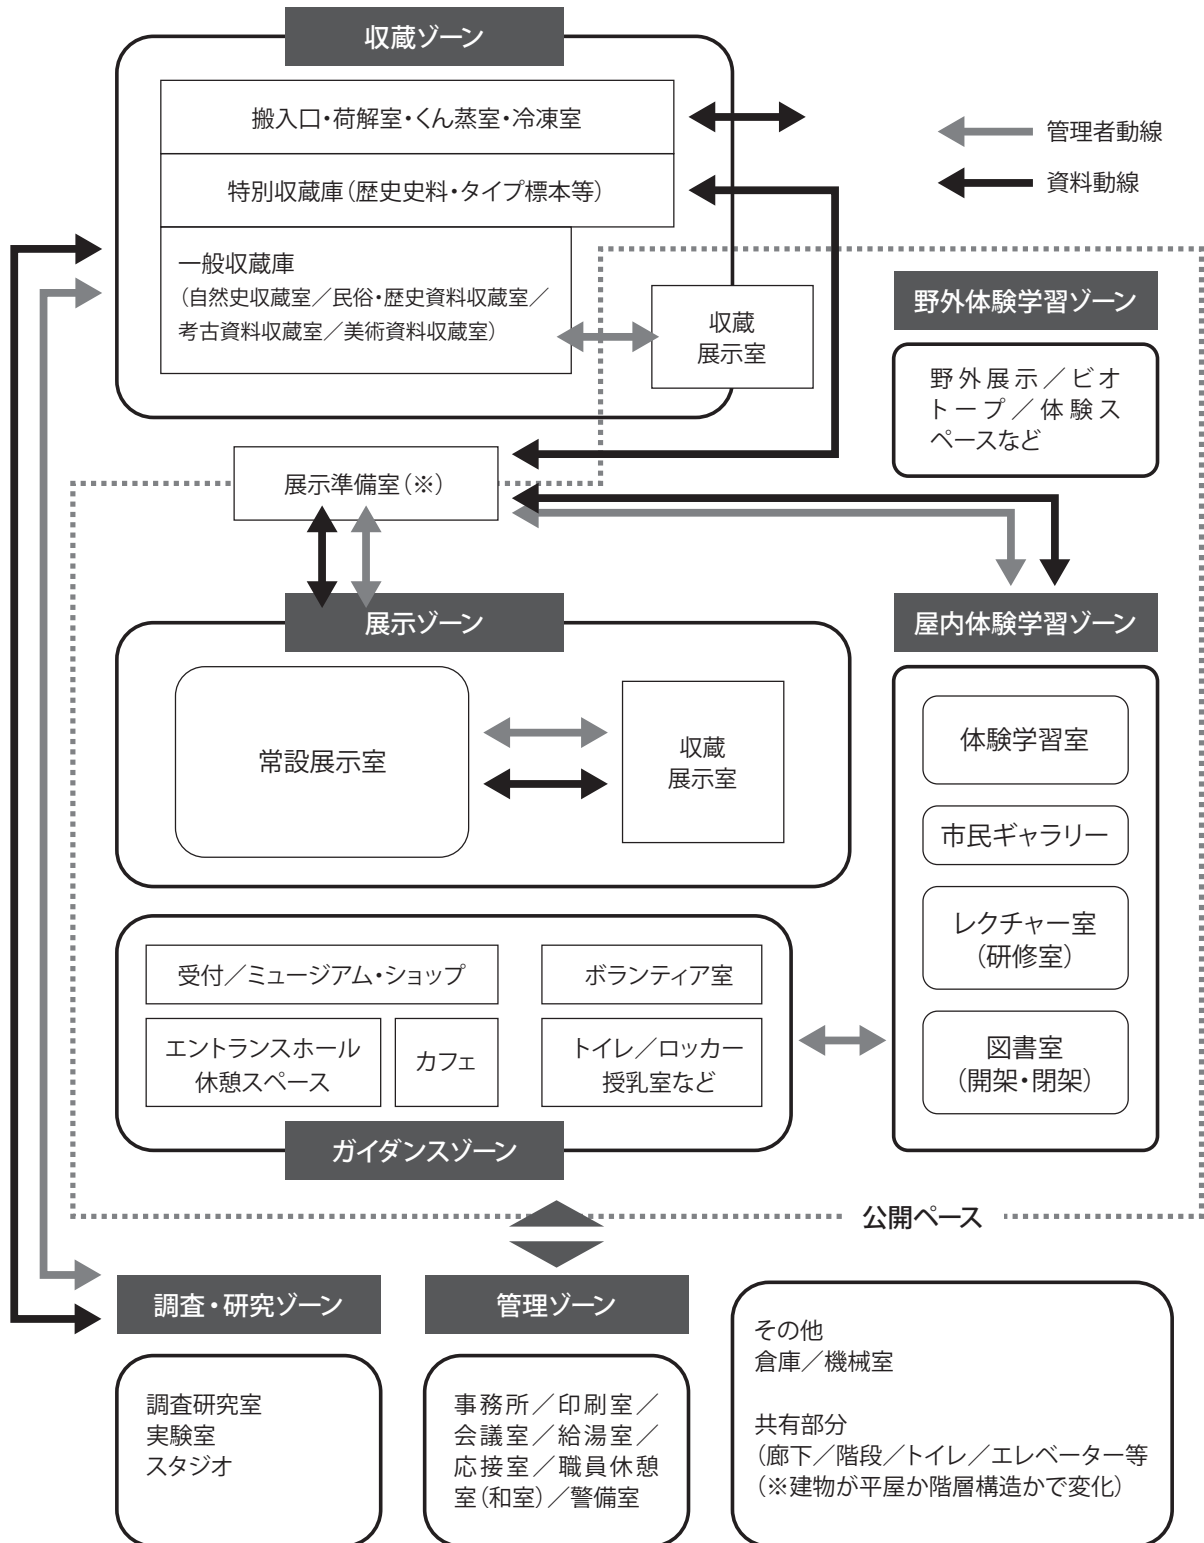 収蔵ゾーン
搬入口・荷解室・くん蒸室・冷凍室
管理者動線
資料動線
特別収蔵庫（歴史史料・タイプ標本等）
一般収蔵庫
（自然史収蔵室／民俗・歴史資料収蔵室／
考古資料収蔵室／美術資料収蔵室）
収蔵
展示室
野外体験学習ゾーン
野外展示／ビオ
トープ／体験ス
ペースなど
展示準備室（※）
展示ゾーン
常設展示室
収蔵
展示室
屋内体験学習ゾーン
体験学習室
市民ギャラリー
レクチャー室
（研修室）
図書室
（開架・閉架）
受付／ミュージアム・ショップ
ボランティア室
エントランスホール
休憩スペース
カフェ
トイレ／ロッカー
授乳室など
ガイダンスゾーン
公開ペース
調査・研究ゾーン
調査研究室
実験室
スタジオ
管理ゾーン
事務所／印刷室／
会議室／給湯室／
応接室／職員休憩
室（和室）／警備室
その他
倉庫／機械室
共有部分
（廊下／階段／トイレ／エレベーター等
（※建物が平屋か階層構造かで変化）